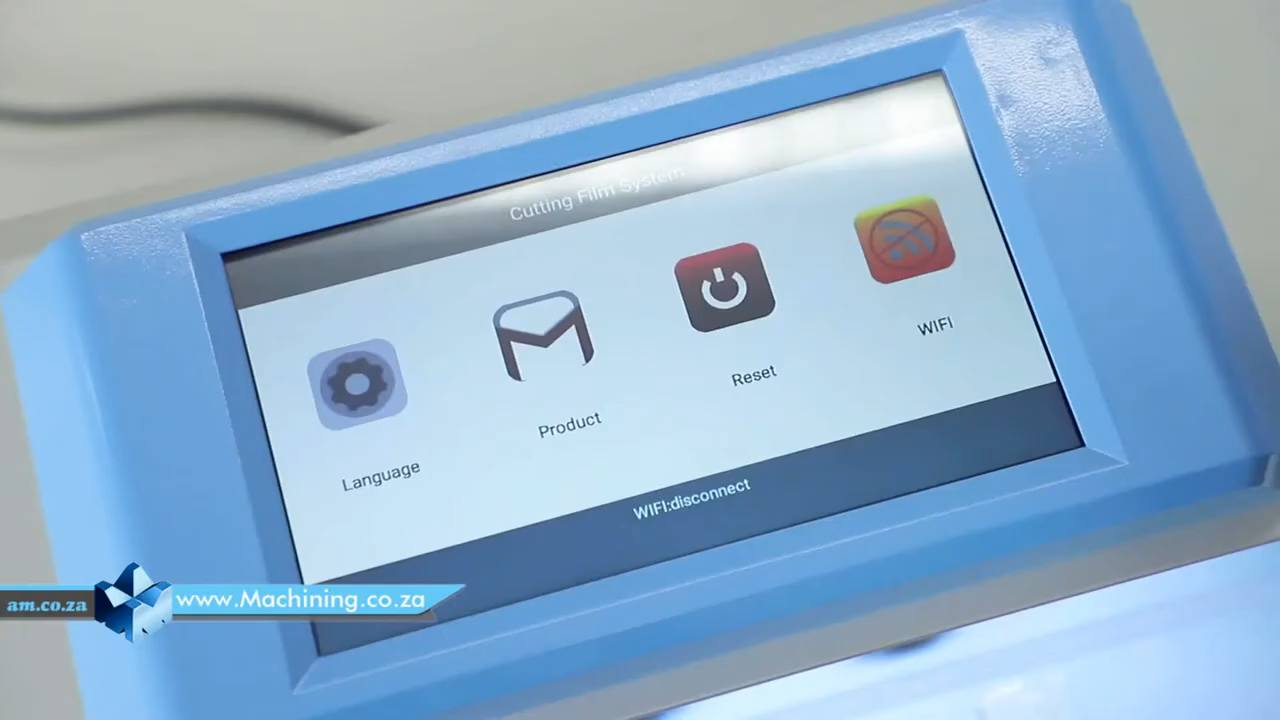 Cutting Film System
Language
Product
Reset
WIFI
WIFI:disconnect
am.co.za
www.Machining.co.za